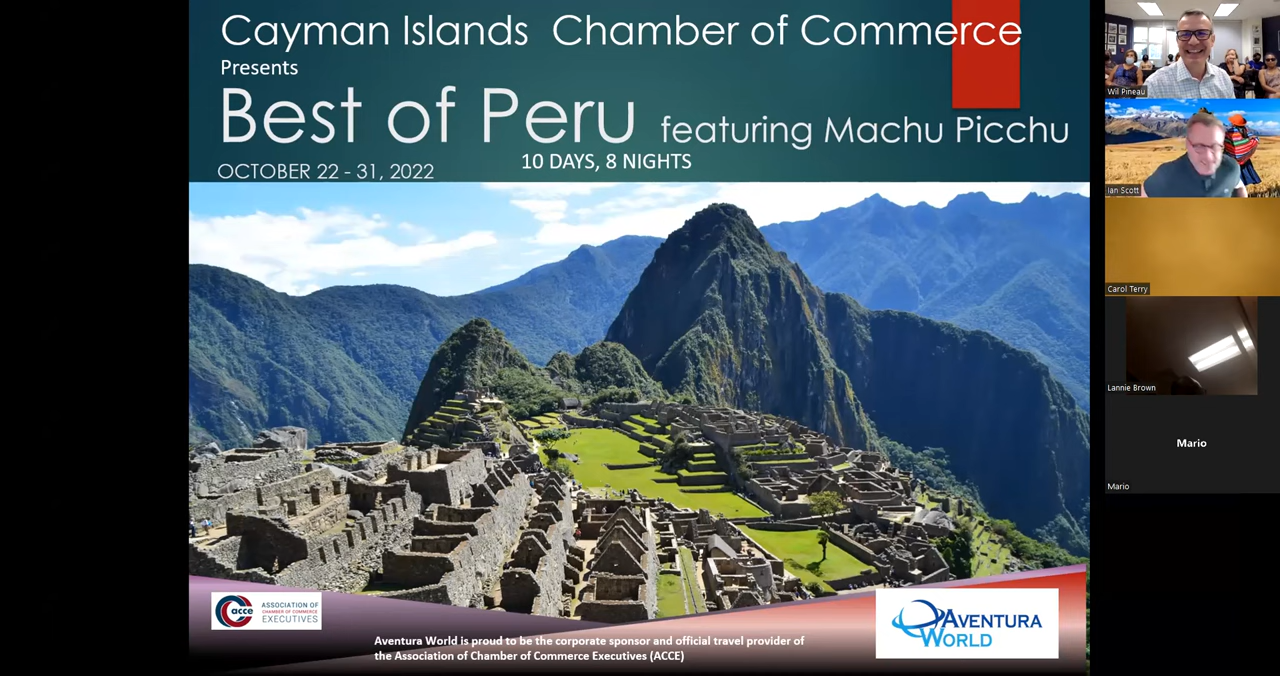 Cayman Islands Chamber of Commerce
Presents
Best of Peru featuring Machu Picchu
OCTOBER 22 - 31, 2022
10 DAYS, 8 NIGHTS
acce
ASSOCIATION OF
CHAMBER OF COMMERCE
EXECUTIVES
Aventura World is proud to be the corporate sponsor and official travel provider of
the Association of Chamber of Commerce Executives (ACCE)
AVENTURA
WORLD
Wil Pineau
Ian Scott
Carol Terry
Lannie Brown
Mario
Mario